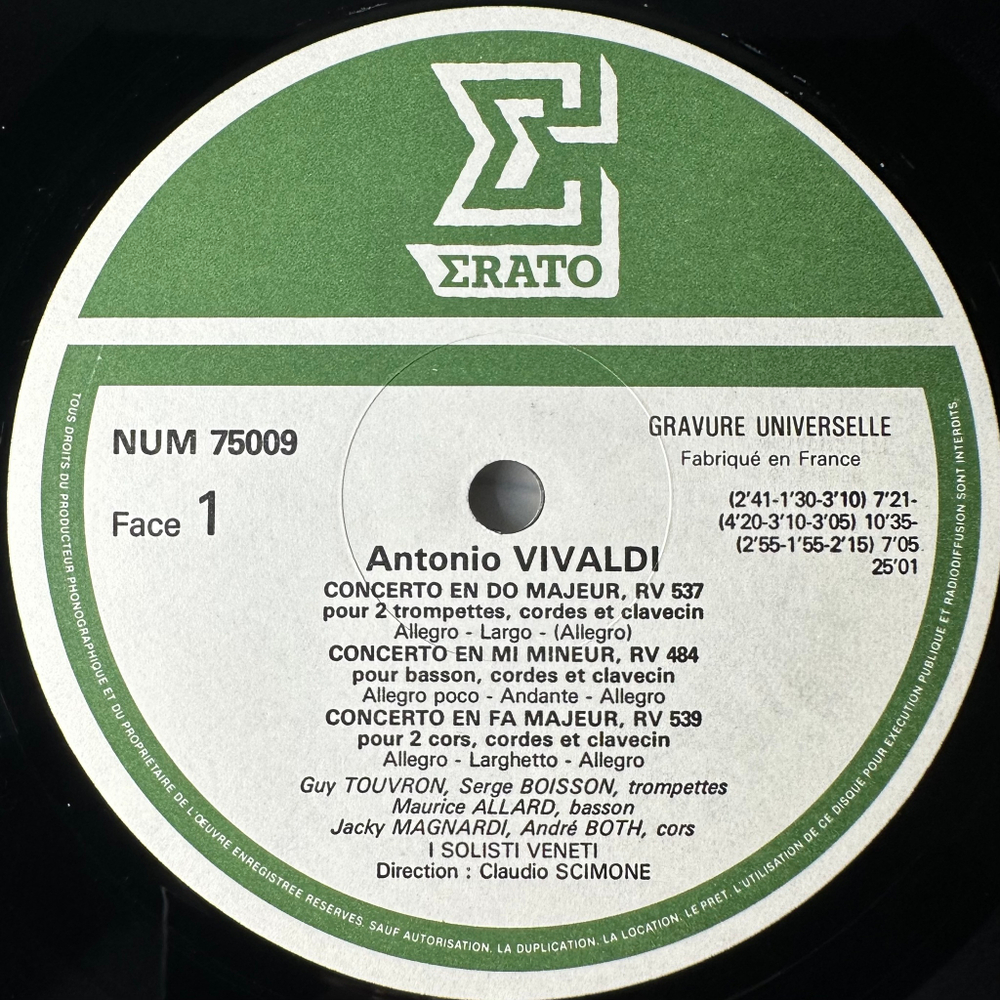 ΣRATO
NUM 75009
GRAVURE UNIVERSELLE
Fabriqué en France
Face 1
(2'41-1'30-3'10) 7'21-
(4'20-3'10-3'05) 10'35-
(2'55-1'55-2'15) 7'05
25'01
Antonio VIVALDI
CONCERTO EN DO MAJEUR, RV 537
pour 2 trompettes, cordes et clavecin
Allegro - Largo - (Allegro)
CONCERTO EN MI MINEUR, RV 484
pour basson, cordes et clavecin
Allegro poco - Andante - Allegro
CONCERTO EN FA MAJEUR, RV 539
pour 2 cors, cordes et clavecin
Allegro - Larghetto - Allegro
Guy TOUVRON, Serge BOISSON, trompettes
Maurice ALLARD, basson
Jacky MAGNARDI, André BOTH, cors
I SOLISTI VENETI
Direction : Claudio SCIMONE
TOUS DROITS DU PRODUCTEUR PHONOGRAPHIQUE ET DU PROPRIETAIRE DE L'ŒUVRE ENREGISTREE RESERVES. SAUF AUTORISATION, LA DUPLICATION, LA LOCATION, LE PRET, L'UTILISATION DE CE DISQUE POUR EXECUTION PUBLIQUE ET RADIODIFFUSION SONT INTERDITS.